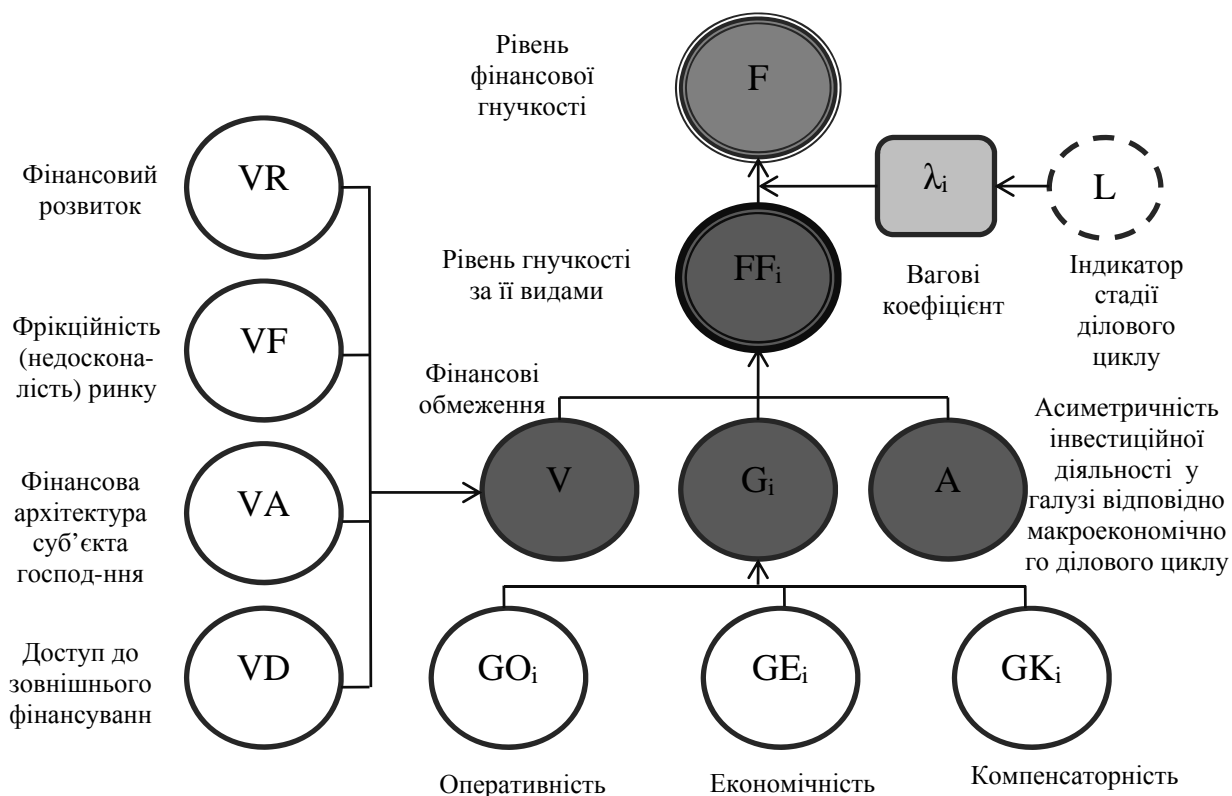 Рівень
фінансової
гнучкості
F
Фінансовий
розвиток
VR
λi
L
Рівень гнучкості
за її видами
FFi
Вагові
коефіцієнт
Індикатор
стадії
ділового
циклу
Фрікційність
(недоскона-
лість) ринку
VF
Фінансові
обмеження
V
Gi
A
Асиметричність
інвестиційної
діяльності у
галузі відповідно
макроекономічно
го ділового циклу
Фінансова
архітектура
суб’єкта
господ-ння
VA
Доступ до
зовнішнього
фінансуванн
VD
GOi
GEi
GKi
Оперативність
Економічність
Компенсаторність